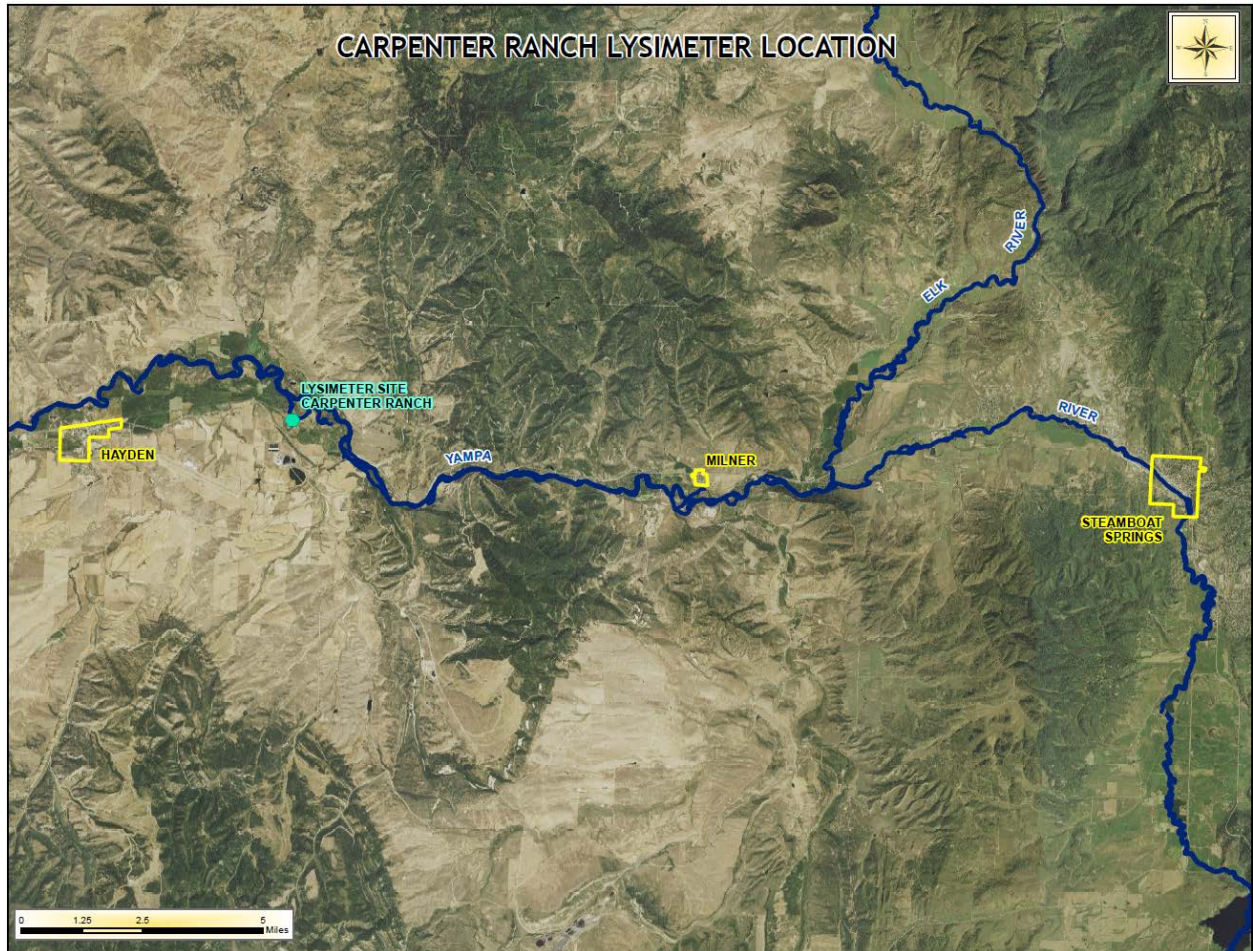 CARPENTER RANCH LYSIMETER LOCATION
N
W
E
S
RIVER
ELK
LYSIMETER SITE
CARPENTER RANCH
RIVER
HAYDEN
YAMPA
MILNER
STEAMBOAT
SPRINGS
0 1.25 2.5 5
Miles